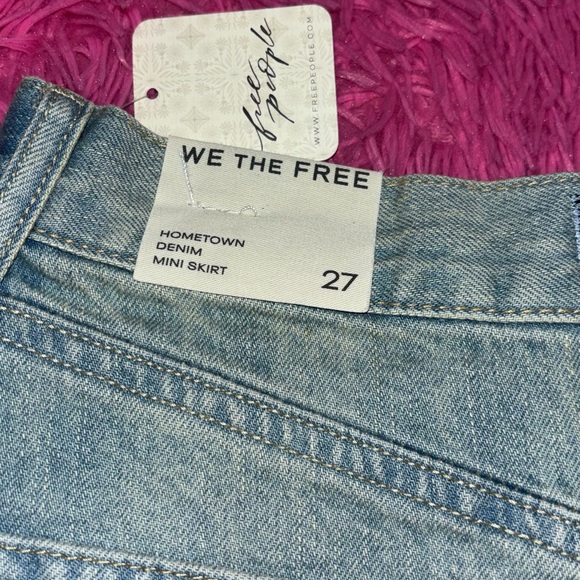 free
people
WWW.FREEPEOPLE.COM
WE THE FREE
HOMETOWN
DENIM
MINI SKIRT
27